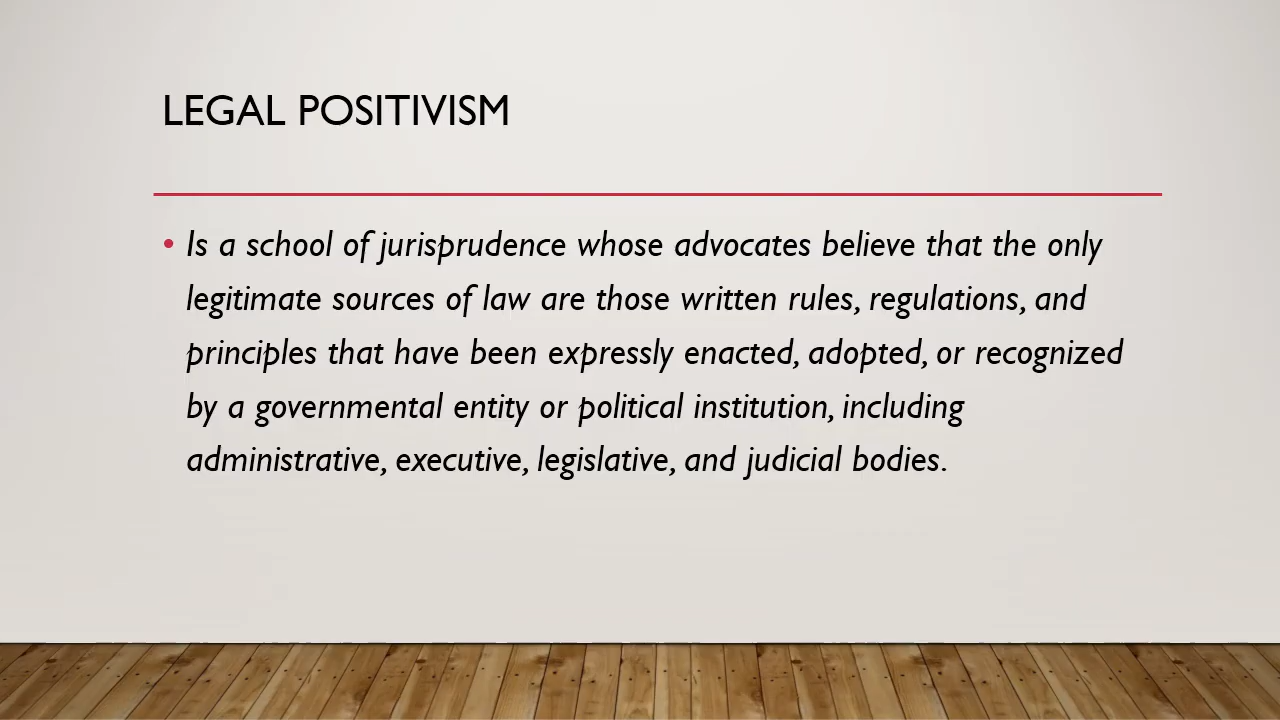 LEGAL POSITIVISM
• Is a school of jurisprudence whose advocates believe that the only
legitimate sources of law are those written rules, regulations, and
principles that have been expressly enacted, adopted, or recognized
by a governmental entity or political institution, including
administrative, executive, legislative, and judicial bodies.